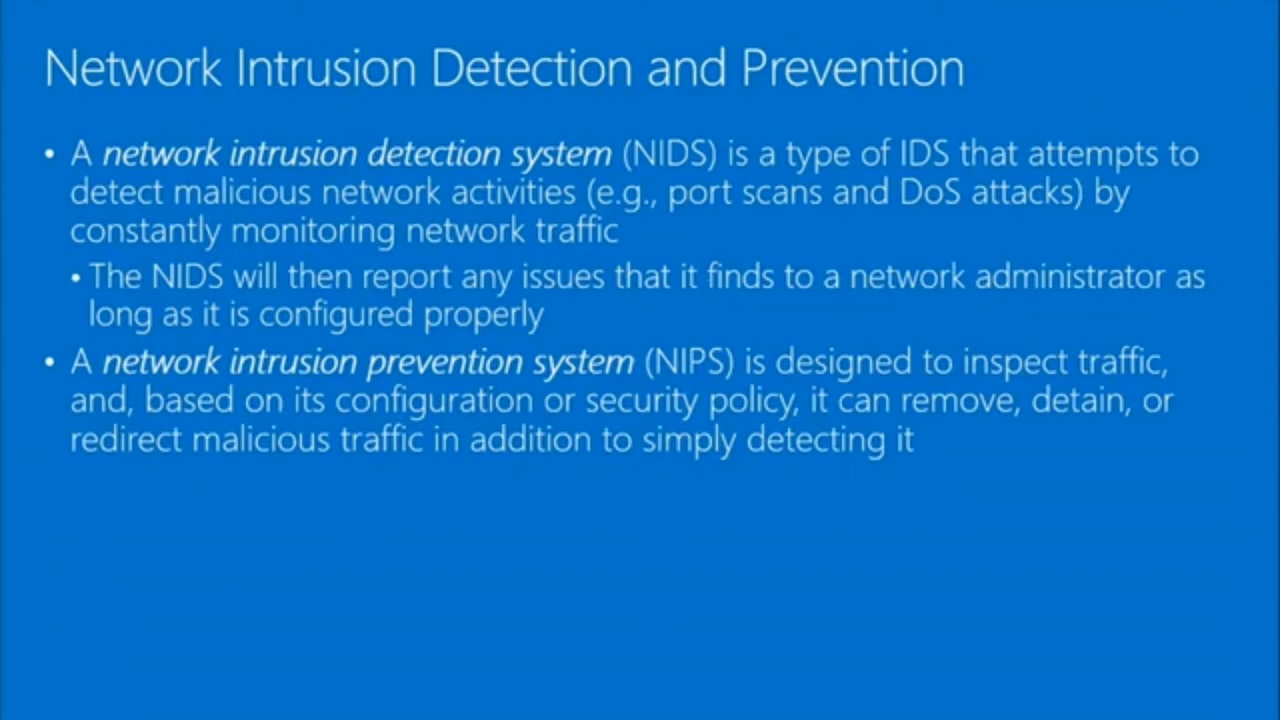 Network Intrusion Detection and Prevention
• A network intrusion detection system (NIDS) is a type of IDS that attempts to
detect malicious network activities (e.g., port scans and DoS attacks) by
constantly monitoring network traffic
• The NIDS will then report any issues that it finds to a network administrator as
long as it is configured properly
• A network intrusion prevention system (NIPS) is designed to inspect traffic,
and, based on its configuration or security policy, it can remove, detain, or
redirect malicious traffic in addition to simply detecting it